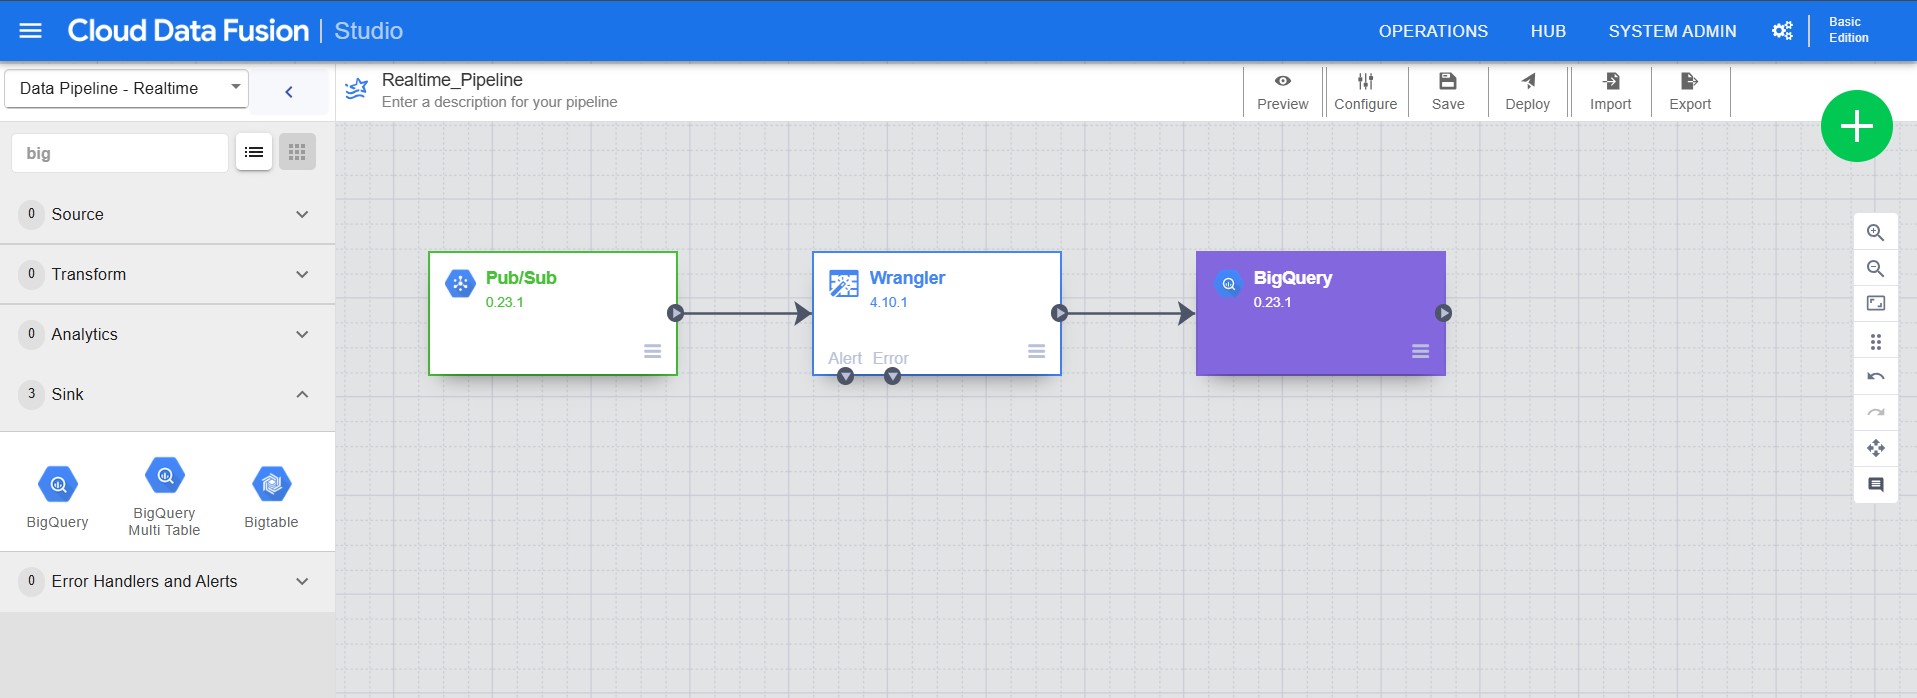 Cloud Data Fusion | Studio
OPERATIONS
HUB
SYSTEM ADMIN
Basic
Edition
Data Pipeline - Realtime
Realtime_Pipeline
Enter a description for your pipeline
Preview
Configure
Save
Deploy
Import
Export
big
0 Source
0 Transform
0 Analytics
3 Sink
BigQuery
BigQuery
Multi Table
Bigtable
0 Error Handlers and Alerts
Pub/Sub
0.23.1
Wrangler
4.10.1
Alert Error
BigQuery
0.23.1